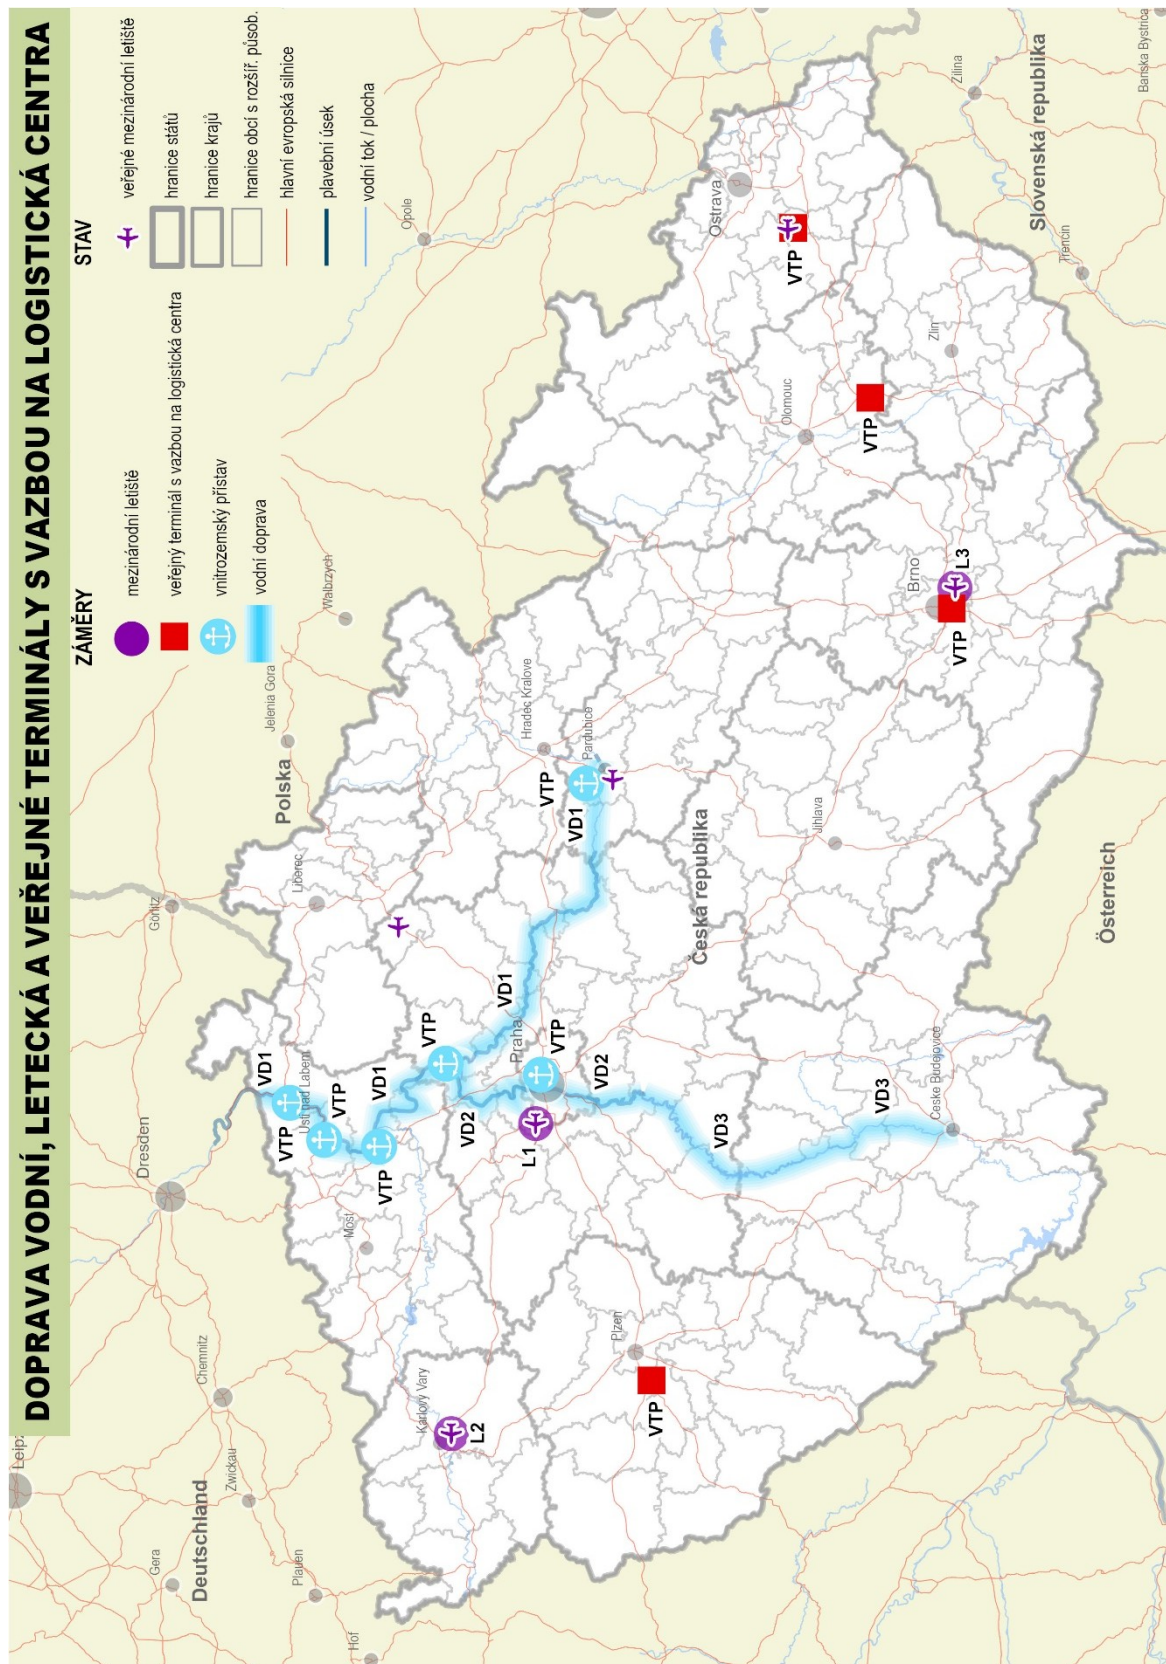 DOPRAVA VODNÍ, LETECKÁ A VEŘEJNÉ TERMINÁLY S VAZBOU NA LOGISTICKÁ CENTRA
ZÁMĚRY
mezinárodní letiště
veřejný terminál s vazbou na logistická centra
vnitrozemský přístav
vodní doprava
STAV
veřejné mezinárodní letiště
hranice států
hranice krajů
hranice obcí s rozšíř. působ.
hlavní evropská silnice
plavební úsek
vodní tok / plocha
Gera
Zwickau
Chemnitz
Dresden
Görlitz
Deutschland
Plauen
Hof
Polska
Jelenia Gora
Walbrzych
Opole
Liberec
VD1
Usti nad Labem
VTP
VTP
VTP
Most
VD1
VTP
Karlovy Vary
L2
VD2
L1
Praha
VTP
VD1
VD2
Hradec Kralove
VTP
VD1
Pardubice
Plzen
VTP
VD3
VD3
Ceske Budejovice
Česká republika
Jihlava
Brno
L3
VTP
Olomouc
VTP
Ostrava
VTP
Zlin
Österreich
Slovenská republika
Zilina
Trencin
Banska Bystrica